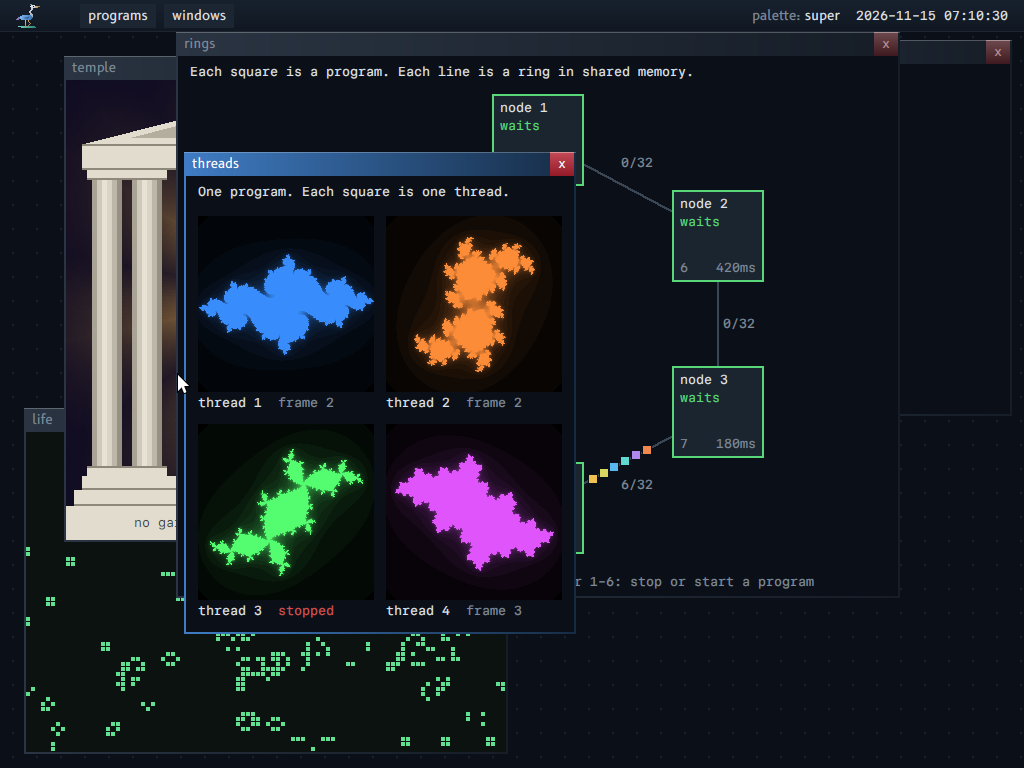 programs windows palette: super 2026-11-15 07:10:30
rings x
x
temple
Each square is a program. Each line is a ring in shared memory.
node 1
waits
0/32
node 2
waits
6 420ms
0/32
node 3
waits
7 180ms
6/32
1-6: stop or start a program
threads x
One program. Each square is one thread.
thread 1 frame 2
thread 2 frame 2
thread 3 stopped
thread 4 frame 3
life
no